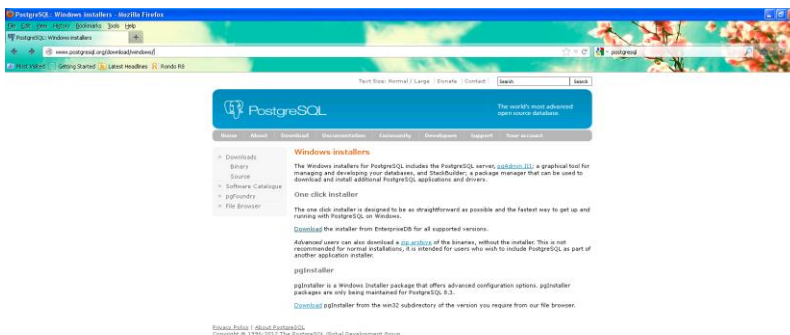 PostgreSQL: Windows installers - Mozilla Firefox
File Edit View History Bookmarks Tools Help
PostgreSQL: Windows installers +
www.postgresql.org/download/windows/
postgresql
Most Visited Getting Started Latest Headlines Rondo RS
Text Size: Normal / Large | Donate | Contact Search Search
PostgreSQL
The world's most advanced
open source database.
Home About Download Documentation Community Developers Support Your account
Downloads
Binary
Source
Software Catalogue
pgFoundry
File Browser
Windows installers
The Windows installers for PostgreSQL includes the PostgreSQL server, pgAdmin III; a graphical tool for
managing and developing your databases, and StackBuilder; a package manager that can be used to
download and install additional PostgreSQL applications and drivers.
One click installer
The one click installer is designed to be as straightforward as possible and the fastest way to get up and
running with PostgreSQL on Windows.
Download the installer from EnterpriseDB for all supported versions.
Advanced users can also download a zip archive of the binaries, without the installer. This is not
recommended for normal installations, it is intended for users who wish to include PostgreSQL as part of
another application installer.
pgInstaller
pgInstaller is a Windows Installer package that offers advanced configuration options. pgInstaller
packages are only being maintained for PostgreSQL 8.3.
Download pgInstaller from the win32 subdirectory of the version you require from our file browser.
Privacy Policy | About PostgreSQL
Copyright © 1996-2012 The PostgreSQL Global Development Group